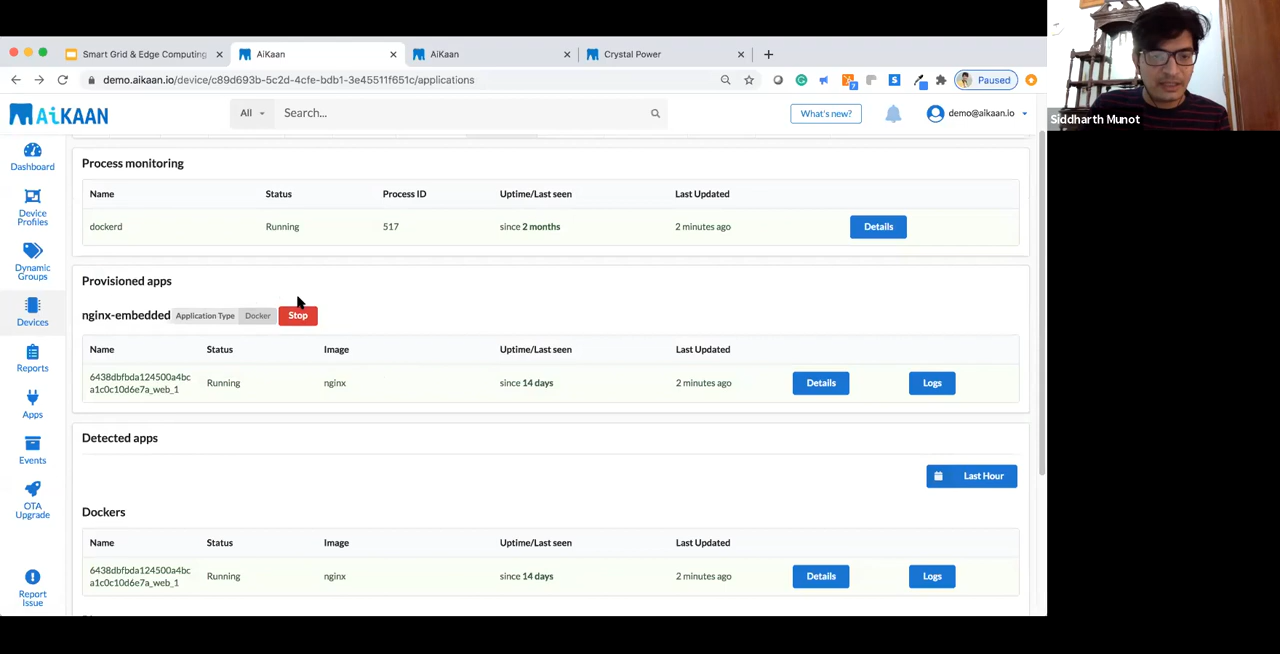 Smart Grid & Edge Computing
AiKaan
AiKaan
Crystal Power
demo.aikaan.io/device/c89d693b-5c2d-4cfe-bdb1-3e45511f651c/applications
Paused
Siddharth Munot
AiKAAN
All
Search...
What's new?
demo@aikaan.io
Dashboard
Device
Profiles
Dynamic
Groups
Devices
Reports
Apps
Events
OTA
Upgrade
Report
Issue
Process monitoring
Name Status Process ID Uptime/Last seen Last Updated
dockerd Running 517 since 2 months 2 minutes ago Details
Provisioned apps
nginx-embedded Application Type Docker Stop
Name Status Image Uptime/Last seen Last Updated
6438dbfbda124500a4bc
a1c0c10d6e7a_web_1 Running nginx since 14 days 2 minutes ago Details Logs
Detected apps
Last Hour
Dockers
Name Status Image Uptime/Last seen Last Updated
6438dbfbda124500a4bc
a1c0c10d6e7a_web_1 Running nginx since 14 days 2 minutes ago Details Logs